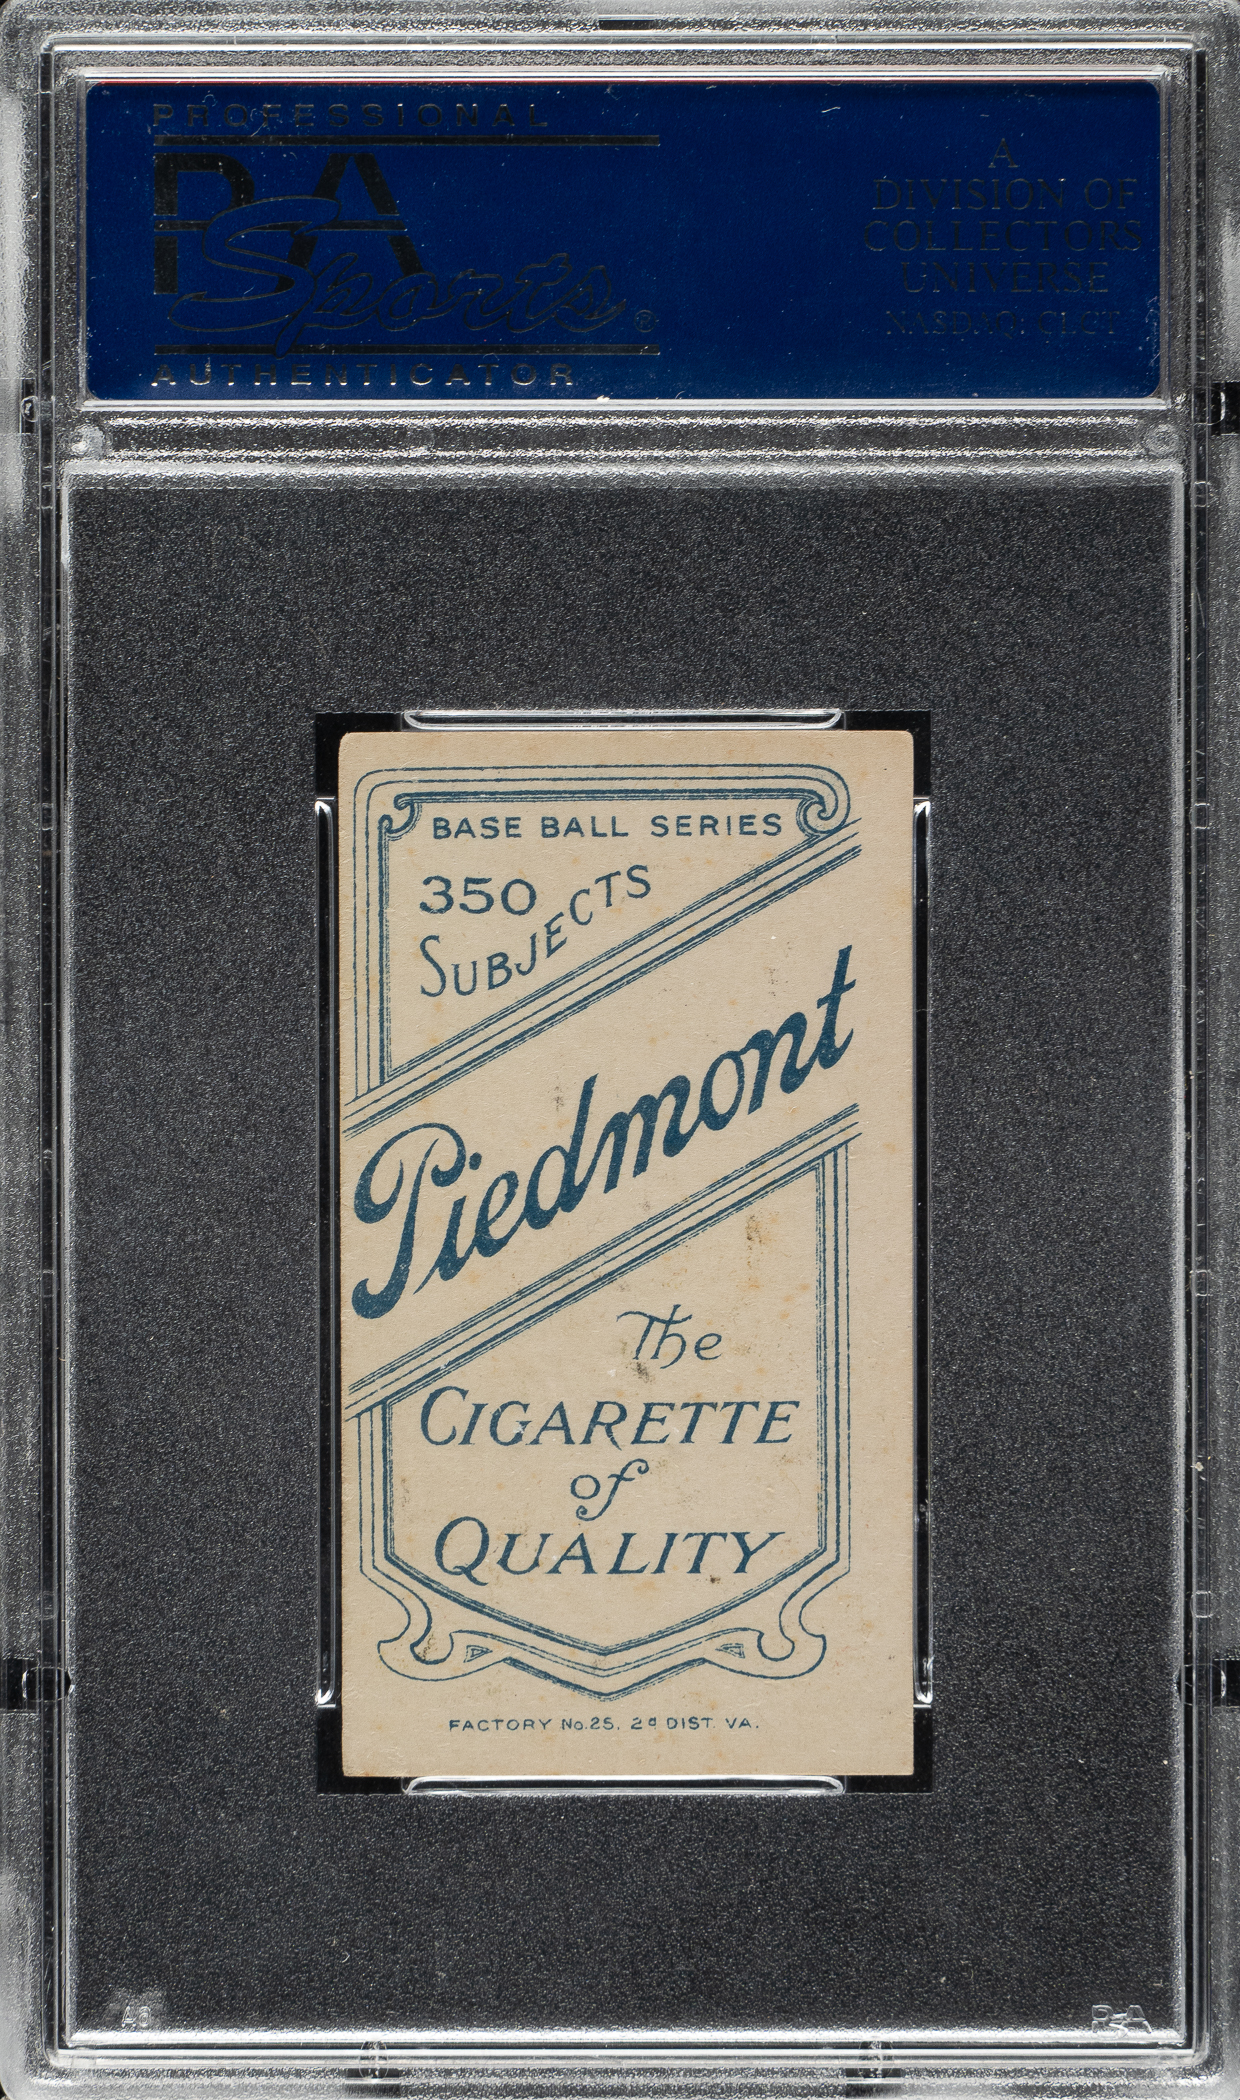 PROFESSIONAL
PSA
Sports®
AUTHENTICATOR
A
DIVISION OF
COLLECTORS
UNIVERSE
NASDAQ: CLCT
BASE BALL SERIES
350
SUBJECTS
Piedmont
The
CIGARETTE
of
QUALITY
FACTORY No.25, 2d DIST. VA.
PSA